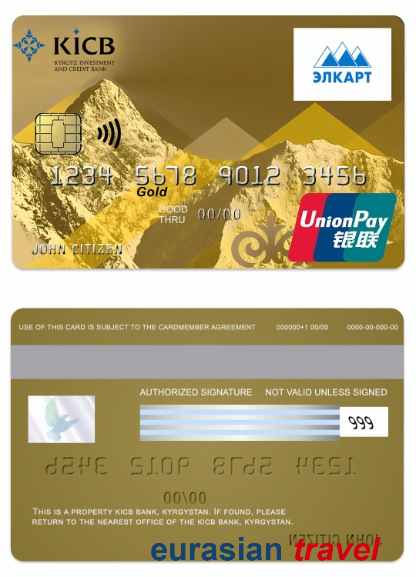 KICB
KYRGYZ INVESTMENT
AND CREDIT BANK
ЭЛКАРТ
1234 5678 9012 3456
Gold
GOOD
THRU 00/00
JOHN CITIZEN
UnionPay
银联
USE OF THIS CARD IS SUBJECT TO THE CARDMEMBER AGREEMENT 000000+1 00/00 0000-00-000-00
AUTHORIZED SIGNATURE NOT VALID UNLESS SIGNED
999
THIS IS A PROPERTY KICB BANK, KYRGYSTAN. IF FOUND, PLEASE
RETURN TO THE NEAREST OFFICE OF THE KICB BANK, KYRGYSTAN.
eurasian travel